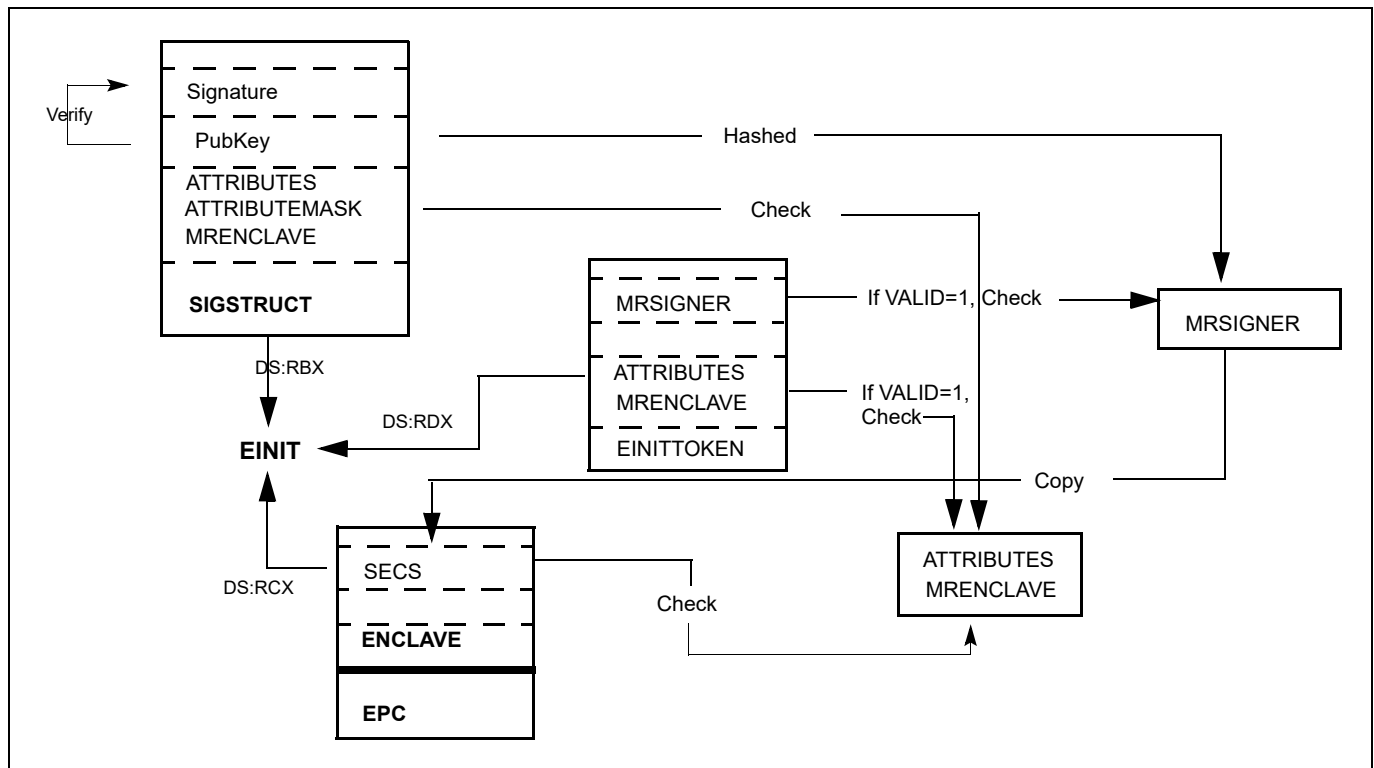 Signature
Verify
PubKey
Hashed
ATTRIBUTES
ATTRIBUTEMASK
MRENCLAVE
Check
SIGSTRUCT
MRSIGNER
If VALID=1, Check
MRSIGNER
DS:RBX
ATTRIBUTES
MRENCLAVE
If VALID=1,
Check
DS:RDX
EINIT
EINITTOKEN
Copy
SECS
DS:RCX
ENCLAVE
EPC
Check
ATTRIBUTES
MRENCLAVE